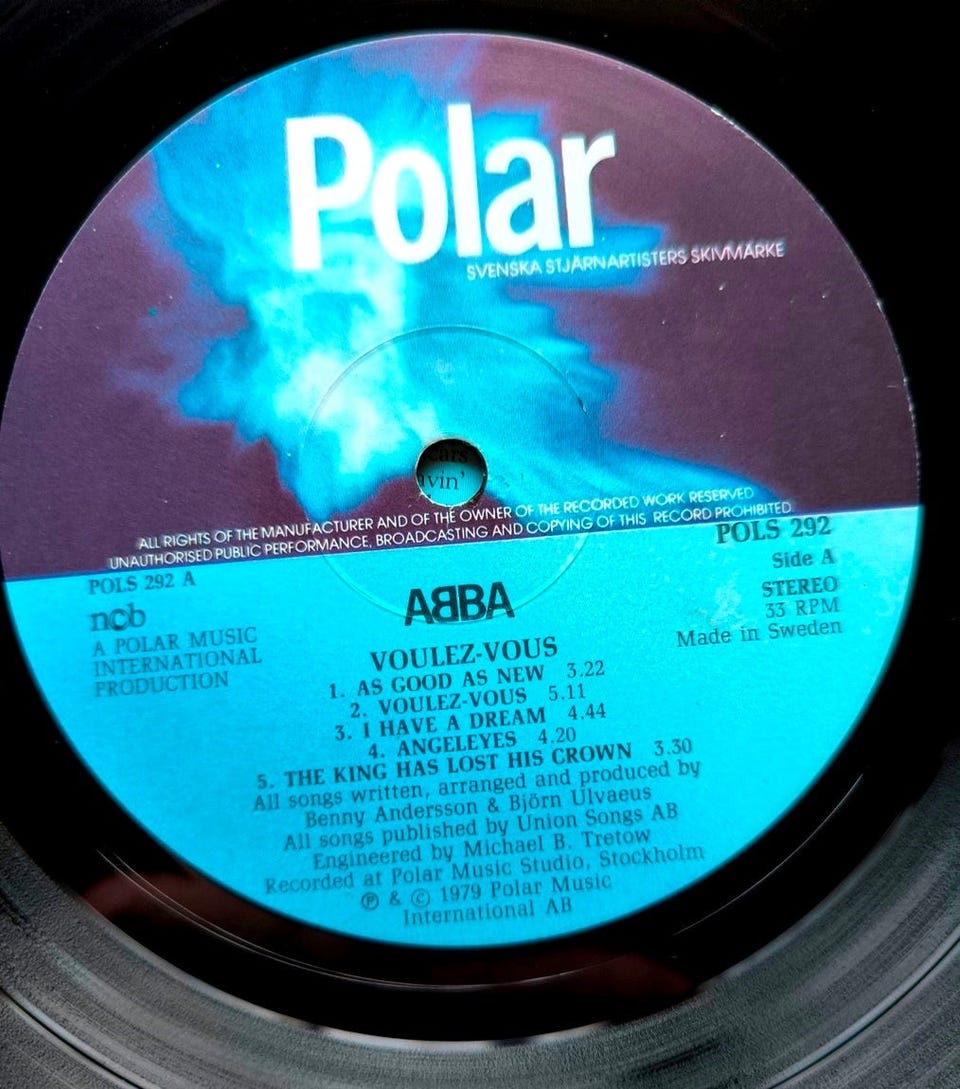 Polar
SVENSKA STJÄRNARTISTERS SKIVMÄRKE
vin'
ALL RIGHTS OF THE MANUFACTURER AND OF THE OWNER OF THE RECORDED WORK RESERVED
UNAUTHORISED PUBLIC PERFORMANCE, BROADCASTING AND COPYING OF THIS RECORD PROHIBITED
POLS 292 A
ncb
A POLAR MUSIC
INTERNATIONAL
PRODUCTION
POLS 292
Side A
STEREO
33 RPM
Made in Sweden
ABBA
VOULEZ-VOUS
1. AS GOOD AS NEW 3.22
2. VOULEZ-VOUS 5.11
3. I HAVE A DREAM 4.44
4. ANGELEYES 4.20
5. THE KING HAS LOST HIS CROWN 3.30
All songs written, arranged and produced by
Benny Andersson & Björn Ulvaeus
All songs published by Union Songs AB
Engineered by Michael B. Tretow
Recorded at Polar Music Studio, Stockholm
℗ & © 1979 Polar Music
International AB